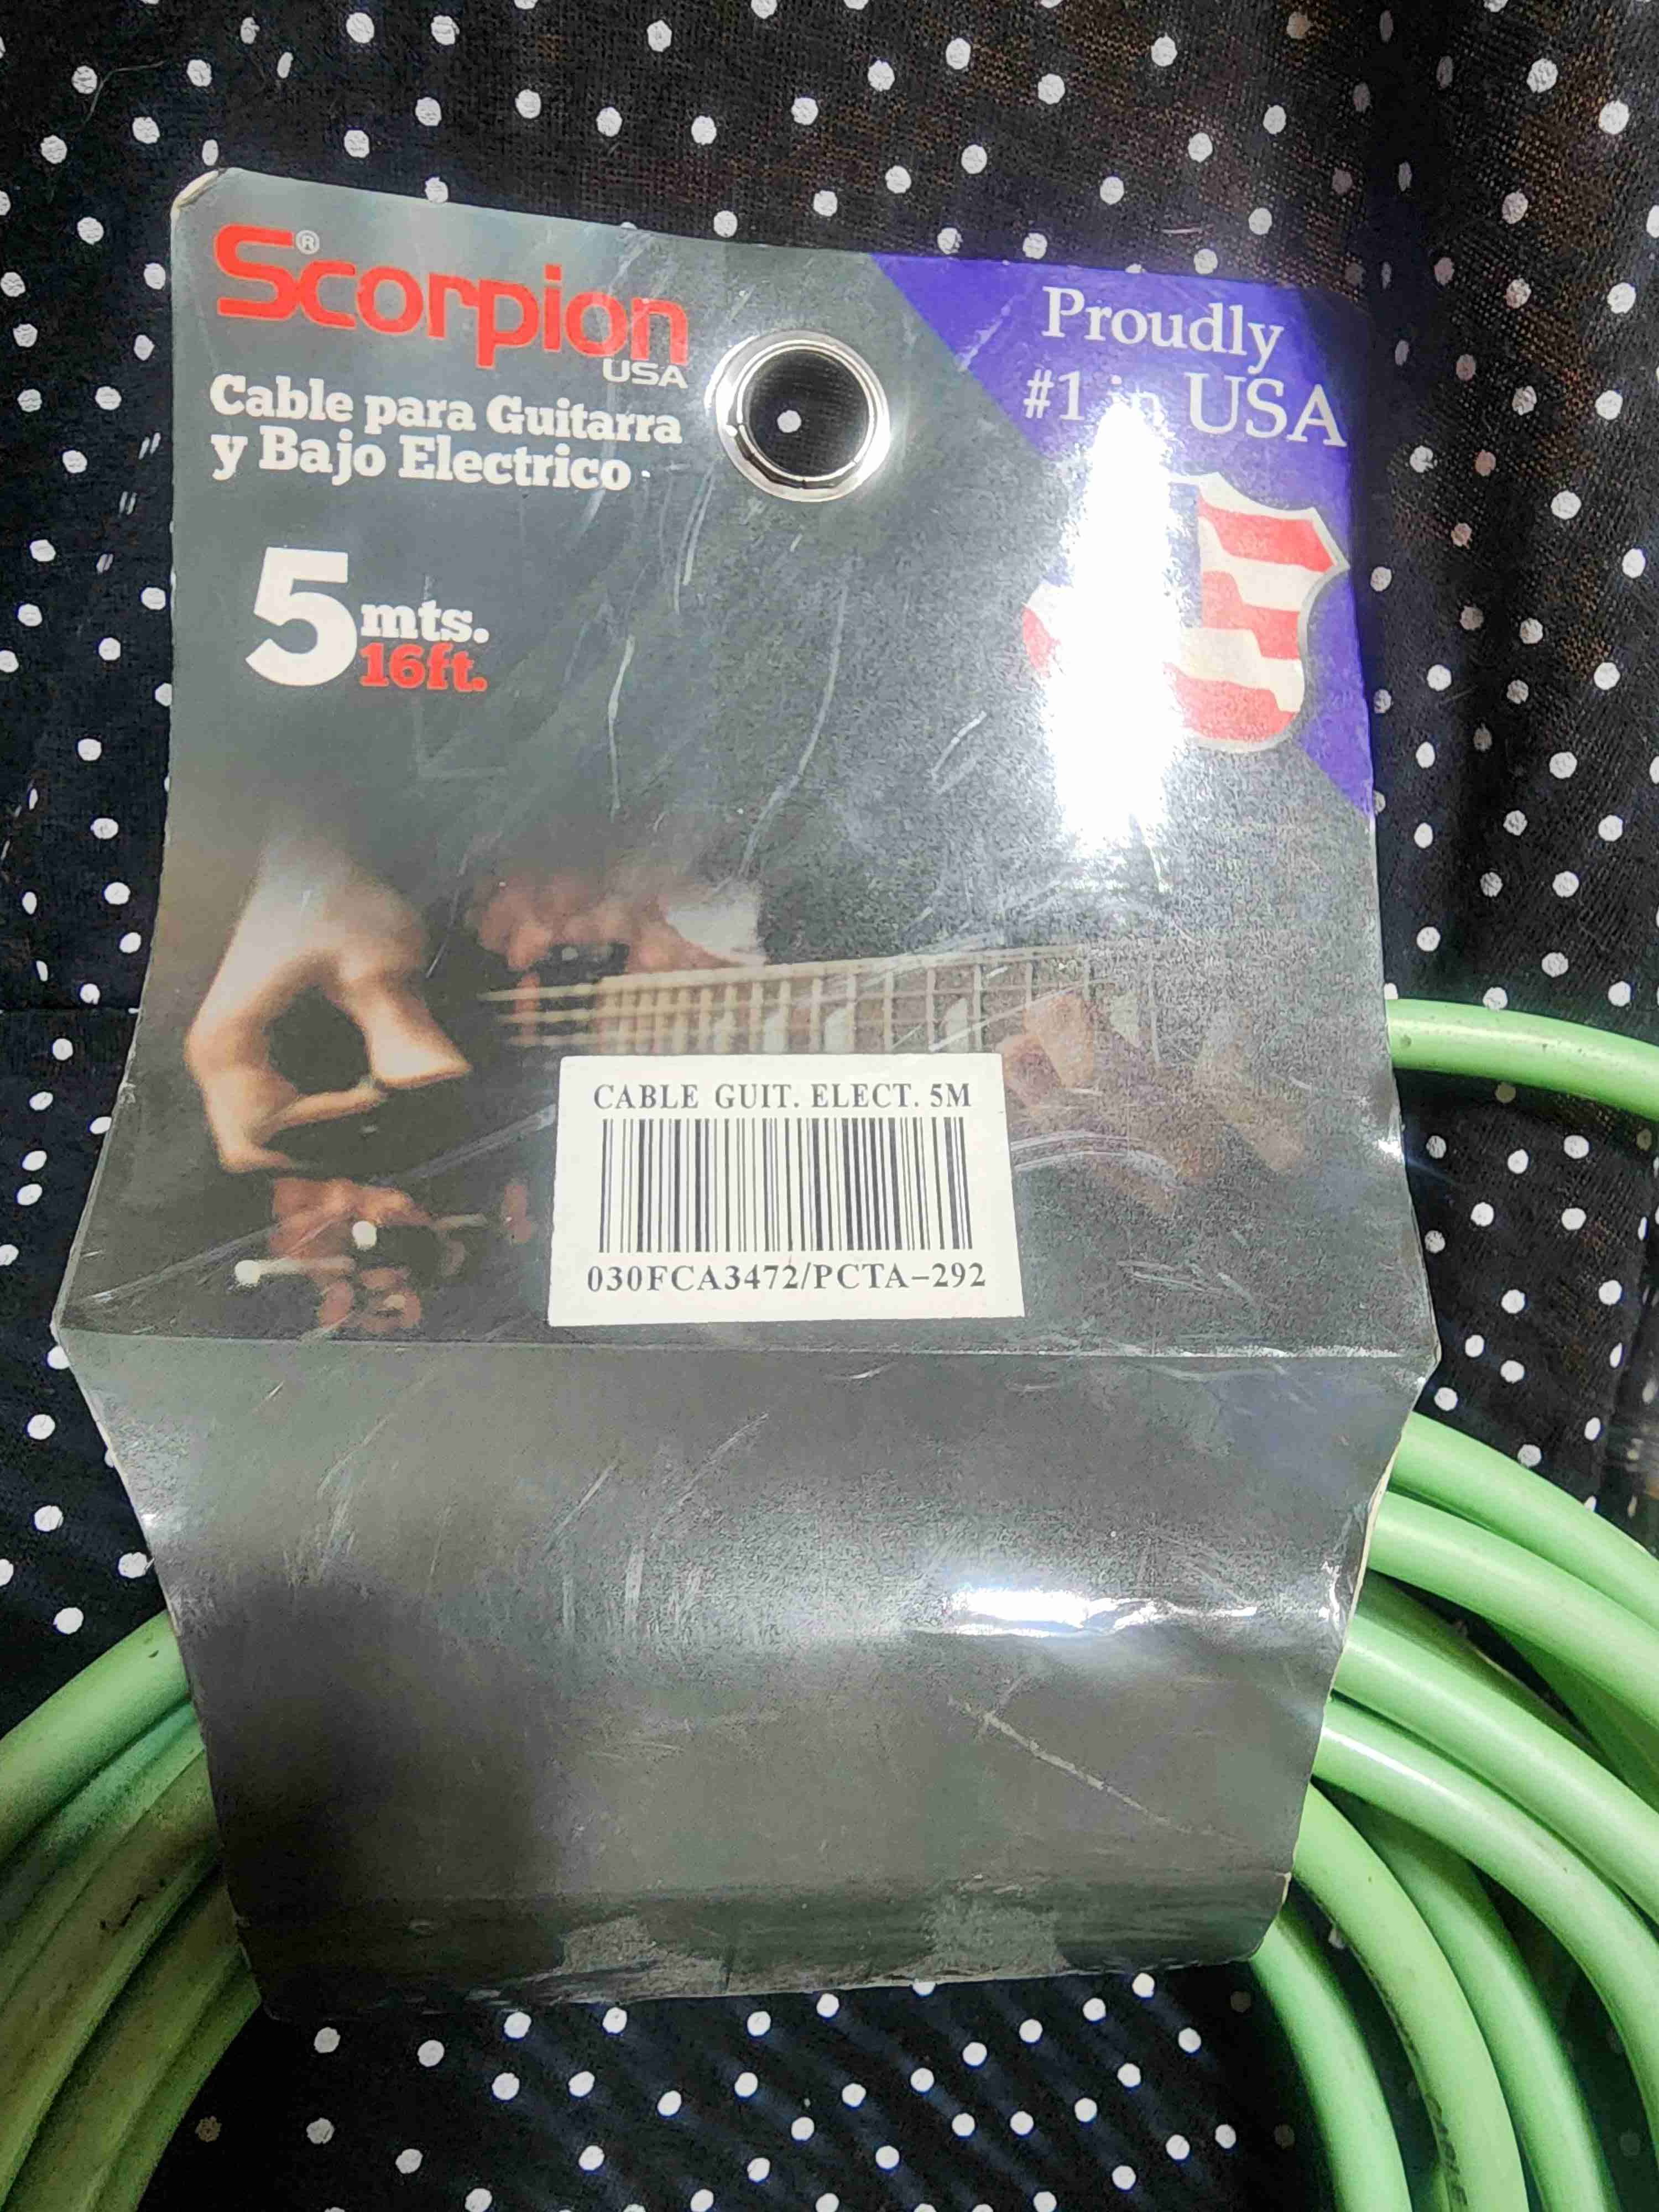 Scorpion®
USA
Cable para Guitarra
y Bajo Electrico
5 mts.
16ft.
Proudly
#1 in USA
CABLE GUIT. ELECT. 5M
030FCA3472/PCTA-292